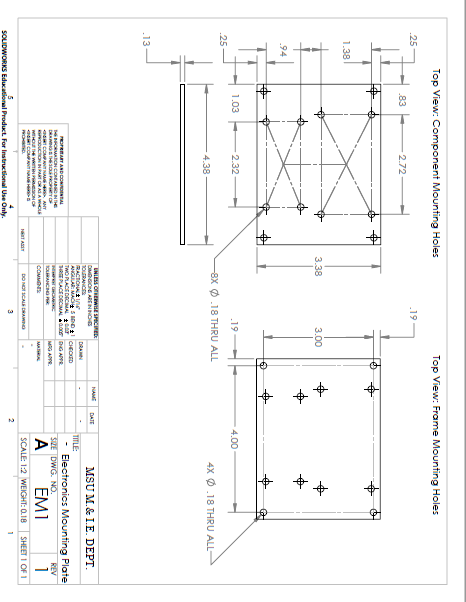 Top View: Component Mounting Holes
Top View: Frame Mounting Holes
.25
1.38
.94
.25
.13
.83
2.72
1.03
2.32
4.38
3.38
8X Ø .18 THRU ALL
.19
3.00
.19
4.00
4X Ø .18 THRU ALL
PROPRIETARY AND CONFIDENTIAL
UNLESS OTHERWISE SPECIFIED:
DIMENSIONS ARE IN INCHES
TOLERANCES:
COMMENTS:
MATERIAL
NEXT ASSY
DO NOT SCALE DRAWING
NAME
DATE
DRAWN
CHECKED
ENG APPR.
MFG APPR.
MSU M. & I.E. DEPT.
TITLE:
- Electronics Mounting Plate
SIZE
DWG. NO.
REV
A
EM1
1
SCALE: 1:2
WEIGHT: 0.18
SHEET 1 OF 1
5
4
3
2
1
SOLIDWORKS Educational Product. For Instructional Use Only.